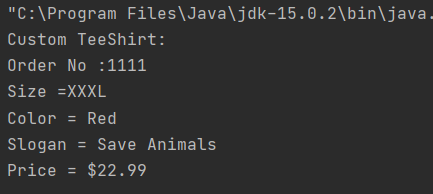 "C:\Program Files\Java\jdk-15.0.2\bin\java.
Custom TeeShirt:
Order No :1111
Size =XXXL
Color = Red
Slogan = Save Animals
Price = $22.99